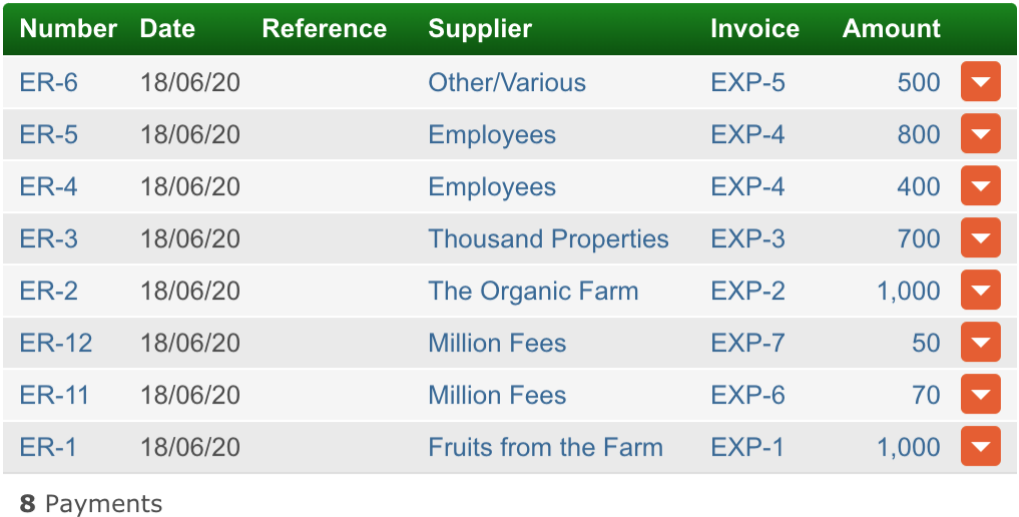 Number Date Reference Supplier Invoice Amount
ER-6 18/06/20 Other/Various EXP-5 500
ER-5 18/06/20 Employees EXP-4 800
ER-4 18/06/20 Employees EXP-4 400
ER-3 18/06/20 Thousand Properties EXP-3 700
ER-2 18/06/20 The Organic Farm EXP-2 1,000
ER-12 18/06/20 Million Fees EXP-7 50
ER-11 18/06/20 Million Fees EXP-6 70
ER-1 18/06/20 Fruits from the Farm EXP-1 1,000
8 Payments